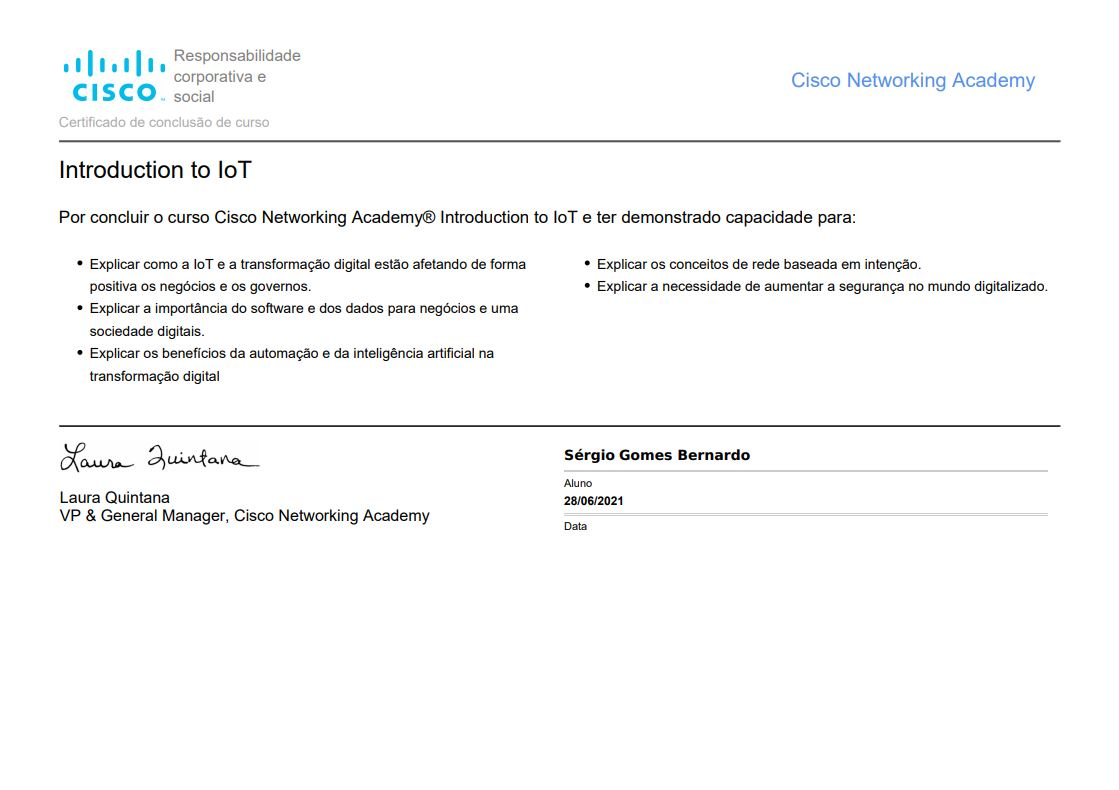 CISCO
Responsabilidade
corporativa e
social
Cisco Networking Academy
Certificado de conclusão de curso
Introduction to IoT
Por concluir o curso Cisco Networking Academy® Introduction to IoT e ter demonstrado capacidade para:
• Explicar como a IoT e a transformação digital estão afetando de forma
positiva os negócios e os governos.
• Explicar a importância do software e dos dados para negócios e uma
sociedade digitais.
• Explicar os benefícios da automação e da inteligência artificial na
transformação digital
• Explicar os conceitos de rede baseada em intenção.
• Explicar a necessidade de aumentar a segurança no mundo digitalizado.
Laura Quintana
Laura Quintana
VP & General Manager, Cisco Networking Academy
Sérgio Gomes Bernardo
Aluno
28/06/2021
Data